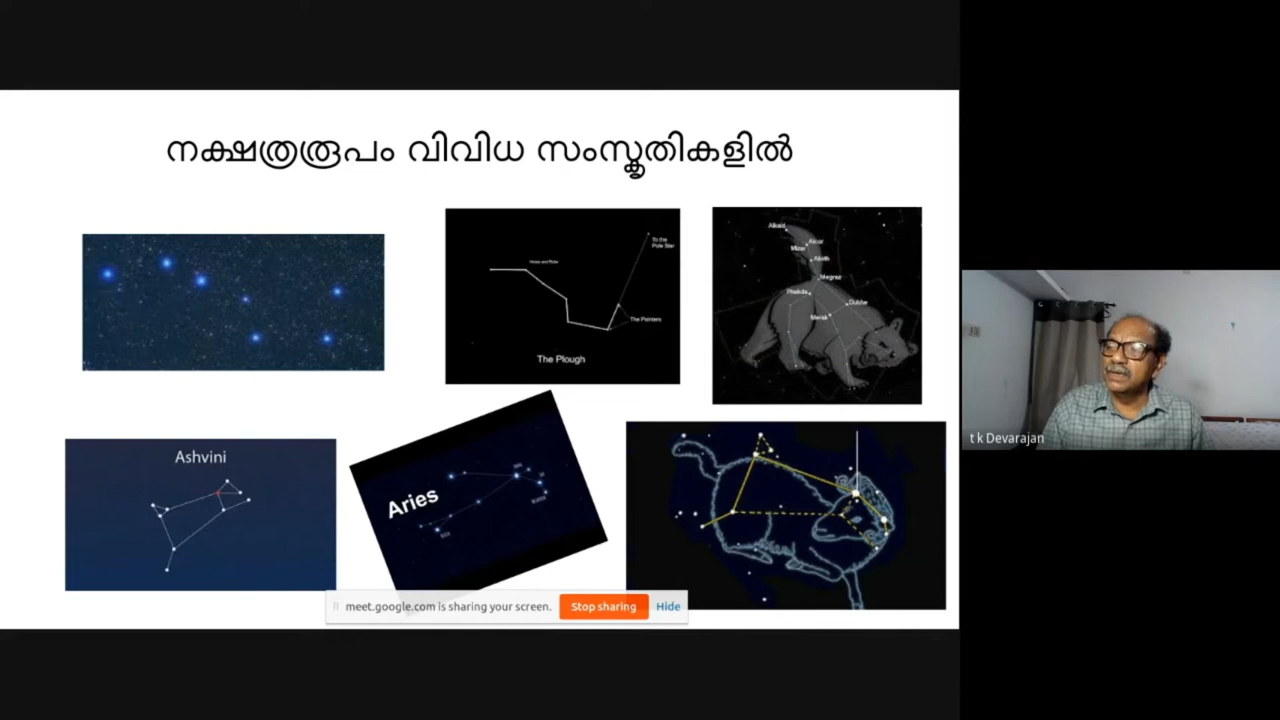 നക്ഷത്രരൂപം വിവിധ സംസ്കൃതികളിൽ
To the
Pole Star
The Pointers
The Plough
Alkaid
Alcor
Mizar
Alioth
Megrez
Phekda
Dubhe
Merak
Ashvini
Aries
meet.google.com is sharing your screen.
Stop sharing
Hide
t k Devarajan